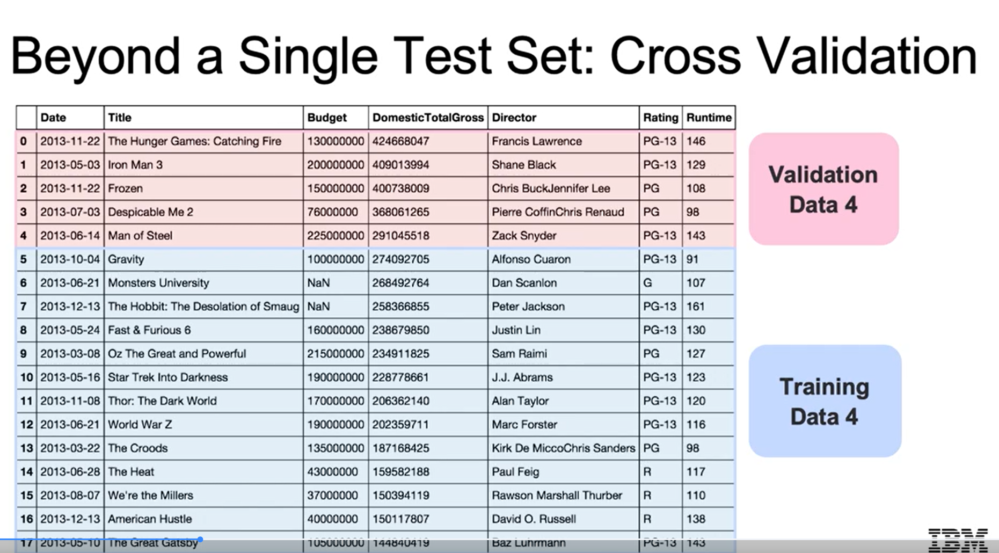 Beyond a Single Test Set: Cross Validation
Date Title Budget DomesticTotalGross Director Rating Runtime
0 2013-11-22 The Hunger Games: Catching Fire 130000000 424668047 Francis Lawrence PG-13 146
1 2013-05-03 Iron Man 3 200000000 409013994 Shane Black PG-13 129
2 2013-11-22 Frozen 150000000 400738009 Chris BuckJennifer Lee PG 108
3 2013-07-03 Despicable Me 2 76000000 368061265 Pierre CoffinChris Renaud PG 98
4 2013-06-14 Man of Steel 225000000 291045518 Zack Snyder PG-13 143
5 2013-10-04 Gravity 100000000 274092705 Alfonso Cuaron PG-13 91
6 2013-06-21 Monsters University NaN 268492764 Dan Scanlon G 107
7 2013-12-13 The Hobbit: The Desolation of Smaug NaN 258366855 Peter Jackson PG-13 161
8 2013-05-24 Fast & Furious 6 160000000 238679850 Justin Lin PG-13 130
9 2013-03-08 Oz The Great and Powerful 215000000 234911825 Sam Raimi PG 127
10 2013-05-16 Star Trek Into Darkness 190000000 228778661 J.J. Abrams PG-13 123
11 2013-11-08 Thor: The Dark World 170000000 206362140 Alan Taylor PG-13 120
12 2013-06-21 World War Z 190000000 202359711 Marc Forster PG-13 116
13 2013-03-22 The Croods 135000000 187168425 Kirk De MiccoChris Sanders PG 98
14 2013-06-28 The Heat 43000000 159582188 Paul Feig R 117
15 2013-08-07 We're the Millers 37000000 150394119 Rawson Marshall Thurber R 110
16 2013-12-13 American Hustle 40000000 150117807 David O. Russell R 138
17 2013-05-10 The Great Gatsby 105000000 144840419 Baz Luhrmann PG-13 143
Validation
Data 4
Training
Data 4
IBM